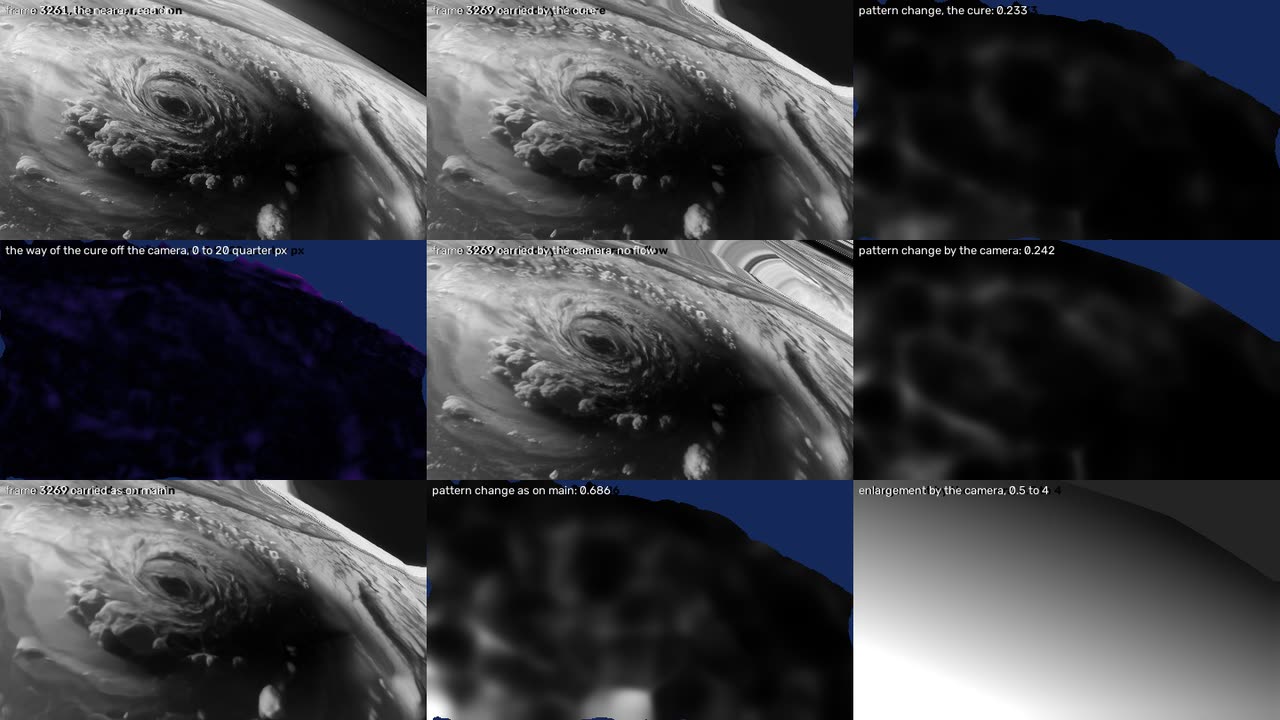 frame 3261, the nearer, read on
frame 3269 carried by the cure
pattern change, the cure: 0.233
the way of the cure off the camera, 0 to 20 quarter px
frame 3269 carried by the camera, no flow
pattern change by the camera: 0.242
frame 3269 carried as on main
pattern change as on main: 0.686
enlargement by the camera, 0.5 to 4